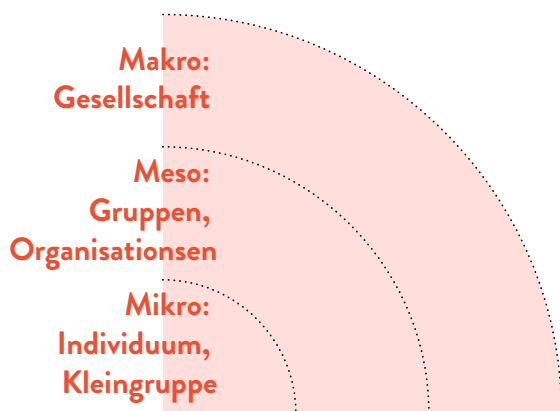 Makro:
Gesellschaft
Meso:
Gruppen,
Organisationsen
Mikro:
Individuum,
Kleingruppe